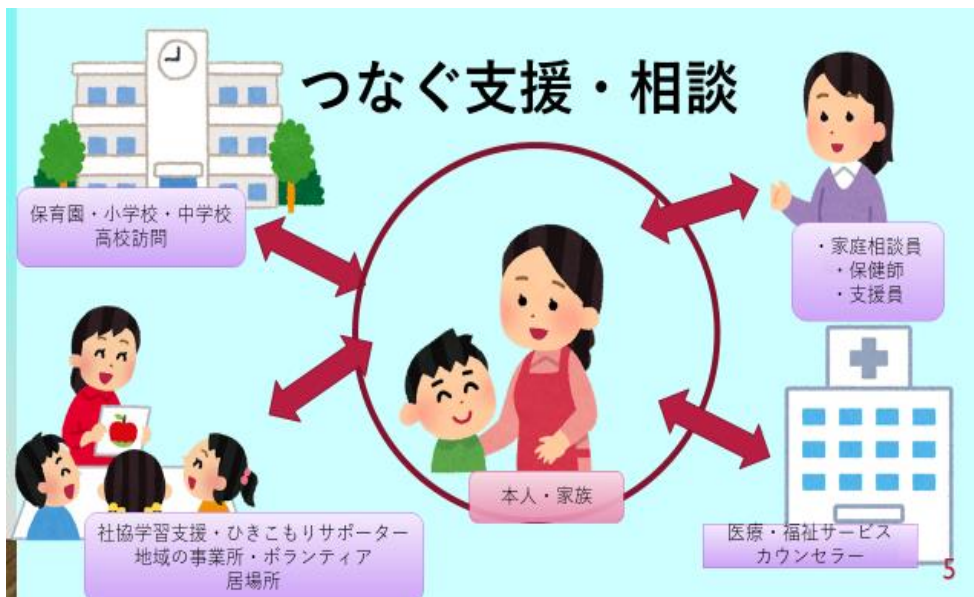 つなぐ支援・相談
保育園・小学校・中学校
高校訪問
・家庭相談員
・保健師
・支援員
本人・家族
社協学習支援・ひきこもりサポーター
地域の事業所・ボランティア
居場所
医療・福祉サービス
カウンセラー
5